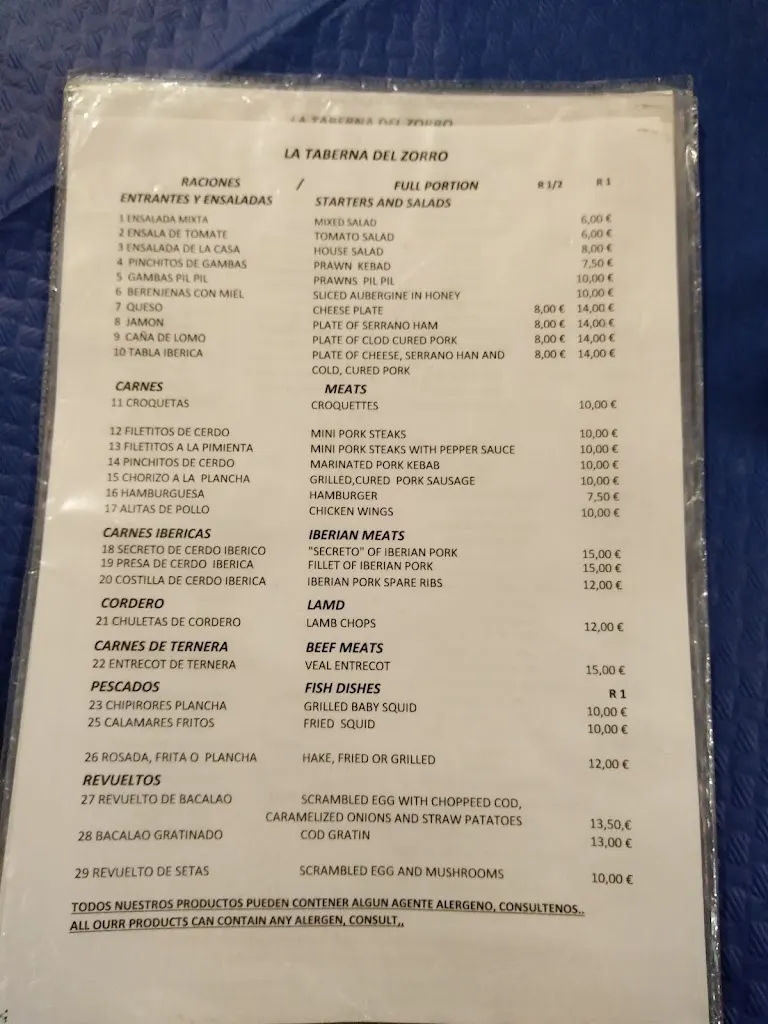 LA TABERNA DEL ZORRO
LA TABERNA DEL ZORRO
RACIONES / FULL PORTION R 1/2 R 1
ENTRANTES Y ENSALADAS STARTERS AND SALADS
1 ENSALADA MIXTA MIXED SALAD 6,00 €
2 ENSALA DE TOMATE TOMATO SALAD 6,00 €
3 ENSALADA DE LA CASA HOUSE SALAD 8,00 €
4 PINCHITOS DE GAMBAS PRAWN KEBAD 7,50 €
5 GAMBAS PIL PIL PRAWNS PIL PIL 10,00 €
6 BERENJENAS CON MIEL SLICED AUBERGINE IN HONEY 10,00 €
7 QUESO CHEESE PLATE 8,00 € 14,00 €
8 JAMON PLATE OF SERRANO HAM 8,00 € 14,00 €
9 CAÑA DE LOMO PLATE OF CLOD CURED PORK 8,00 € 14,00 €
10 TABLA IBERICA PLATE OF CHEESE, SERRANO HAN AND 8,00 € 14,00 €
COLD, CURED PORK
CARNES MEATS
11 CROQUETAS CROQUETTES 10,00 €
12 FILETITOS DE CERDO MINI PORK STEAKS 10,00 €
13 FILETITOS A LA PIMIENTA MINI PORK STEAKS WITH PEPPER SAUCE 10,00 €
14 PINCHITOS DE CERDO MARINATED PORK KEBAB 10,00 €
15 CHORIZO A LA PLANCHA GRILLED,CURED PORK SAUSAGE 10,00 €
16 HAMBURGUESA HAMBURGER 7,50 €
17 ALITAS DE POLLO CHICKEN WINGS 10,00 €
CARNES IBERICAS IBERIAN MEATS
18 SECRETO DE CERDO IBERICO "SECRETO" OF IBERIAN PORK 15,00 €
19 PRESA DE CERDO IBERICA FILLET OF IBERIAN PORK 15,00 €
20 COSTILLA DE CERDO IBERICA IBERIAN PORK SPARE RIBS 12,00 €
CORDERO LAMD
21 CHULETAS DE CORDERO LAMB CHOPS 12,00 €
CARNES DE TERNERA BEEF MEATS
22 ENTRECOT DE TERNERA VEAL ENTRECOT 15,00 €
PESCADOS FISH DISHES R 1
23 CHIPIRORES PLANCHA GRILLED BABY SQUID 10,00 €
25 CALAMARES FRITOS FRIED SQUID 10,00 €
26 ROSADA, FRITA O PLANCHA HAKE, FRIED OR GRILLED 12,00 €
REVUELTOS
27 REVUELTO DE BACALAO SCRAMBLED EGG WITH CHOPPEED COD,
CARAMELIZED ONIONS AND STRAW PATATOES 13,50,€
28 BACALAO GRATINADO COD GRATIN 13,00 €
29 REVUELTO DE SETAS SCRAMBLED EGG AND MUSHROOMS 10,00 €
TODOS NUESTROS PRODUCTOS PUEDEN CONTENER ALGUN AGENTE ALERGENO, CONSULTENOS..
ALL OURR PRODUCTS CAN CONTAIN ANY ALERGEN, CONSULT,,